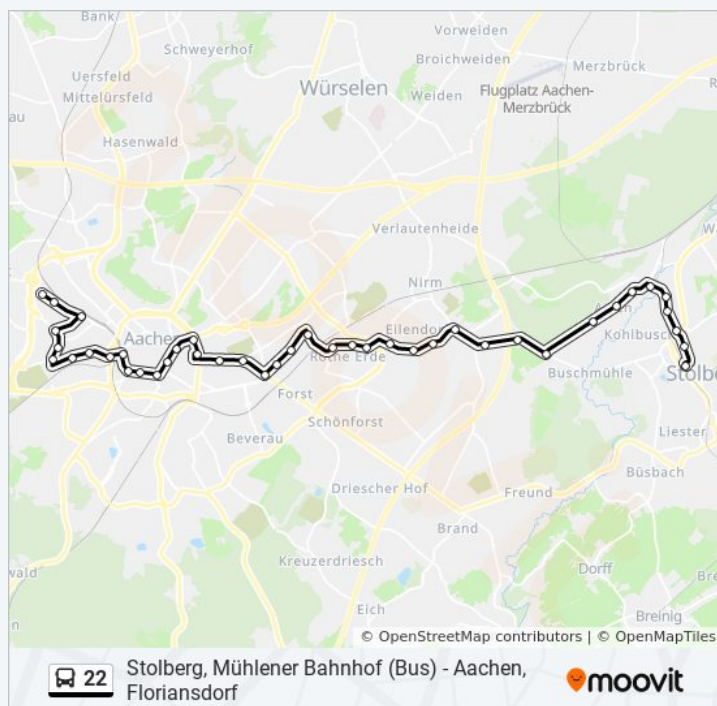 Bank
Schweyerhof
Vorweiden
Broichweiden
Merzbrück
Uersfeld
Mittelürsfeld
Würselen
Weiden
Flugplatz Aachen-
Merzbrück
au
Hasenwald
Verlautenheide
Nirm
Wa
Aachen
Eilendorf
Kohlbusch
Rothe Erde
Forst
Buschmühle
Stolbe
Schönforst
Beverau
Liester
Büsbach
Driescher Hof
Freund
Brand
wald
Kreuzerdriesch
Dorff
Eich
Breinig
© OpenStreetMap contributors | © OpenMapTiles
22
Stolberg, Mühlener Bahnhof (Bus) - Aachen,
Floriansdorf
moovit